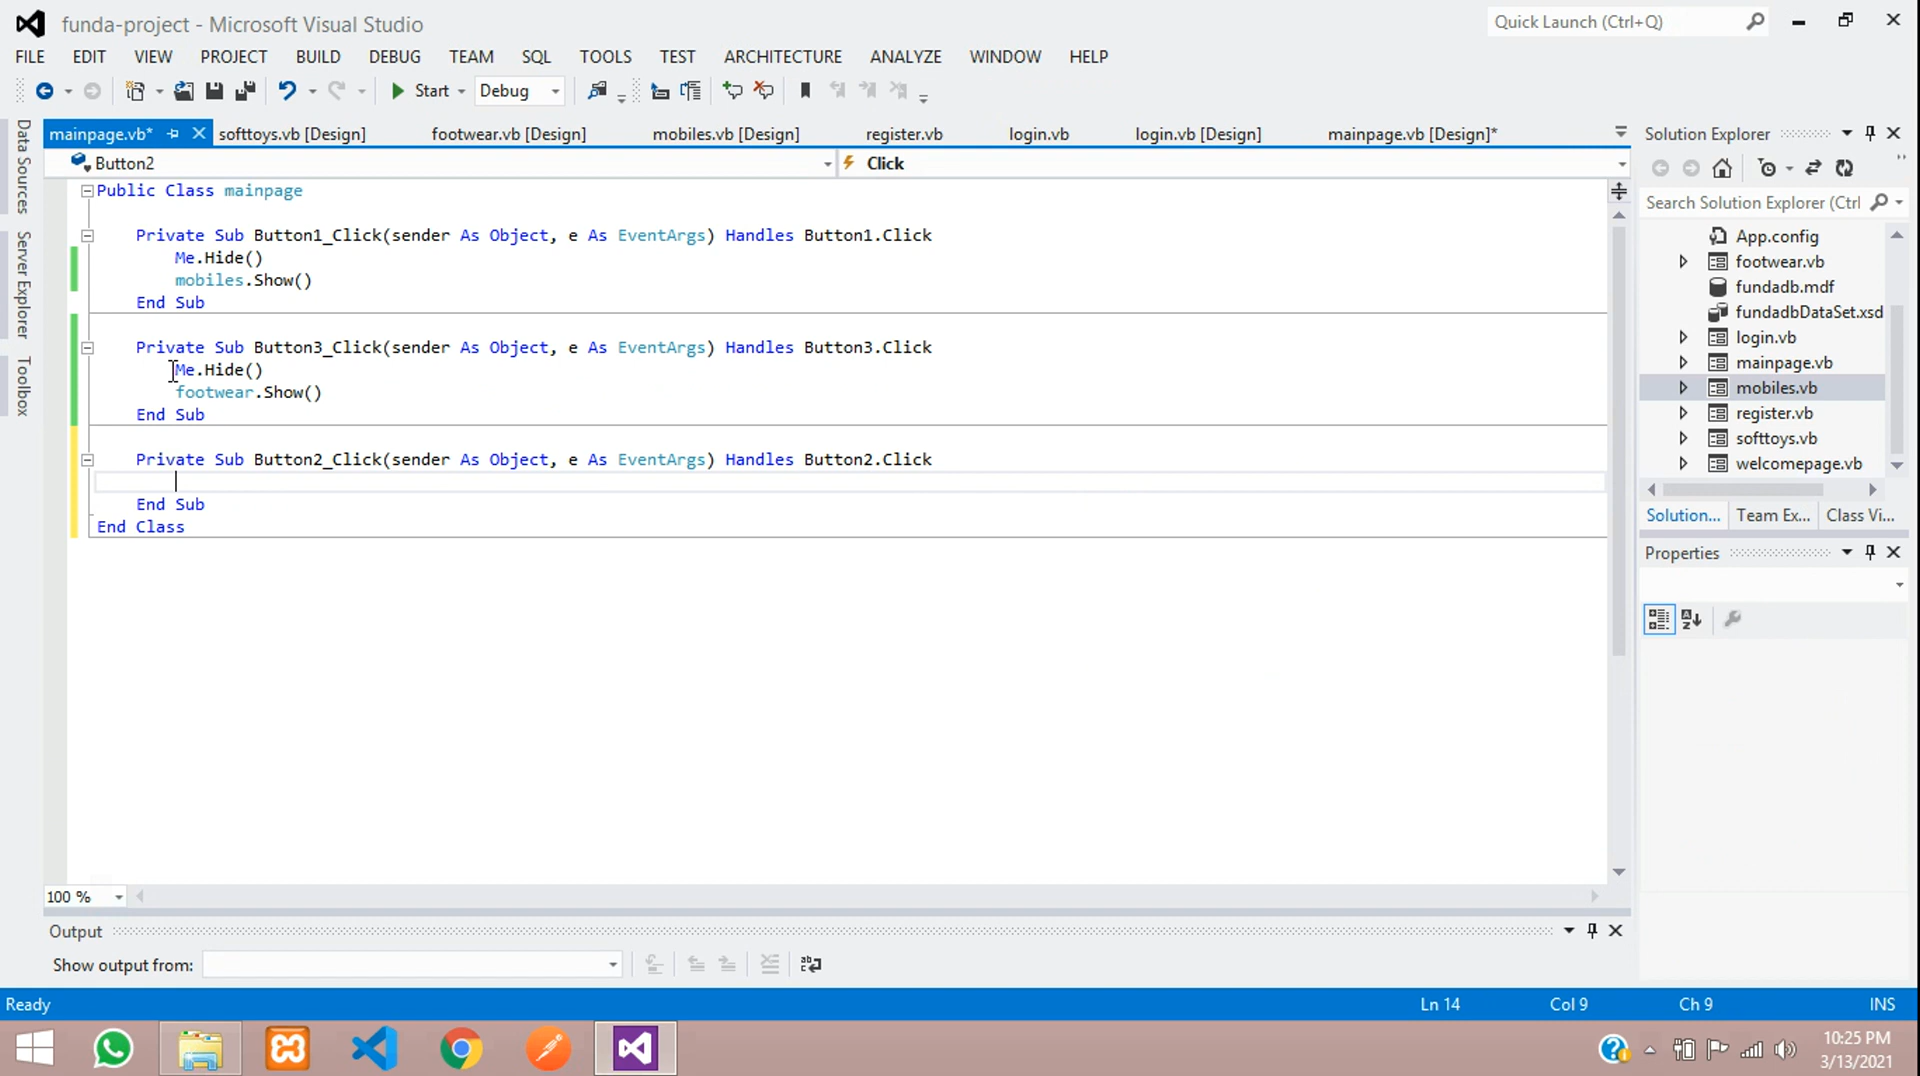 funda-project - Microsoft Visual Studio
Quick Launch (Ctrl+Q)
FILE EDIT VIEW PROJECT BUILD DEBUG TEAM SQL TOOLS TEST ARCHITECTURE ANALYZE WINDOW HELP
Start Debug
Data Sources
Server Explorer
Toolbox
mainpage.vb* softtoys.vb [Design] footwear.vb [Design] mobiles.vb [Design] register.vb login.vb login.vb [Design] mainpage.vb [Design]*
Button2 Click
Public Class mainpage
Private Sub Button1_Click(sender As Object, e As EventArgs) Handles Button1.Click
Me.Hide()
mobiles.Show()
End Sub
Private Sub Button3_Click(sender As Object, e As EventArgs) Handles Button3.Click
Me.Hide()
footwear.Show()
End Sub
Private Sub Button2_Click(sender As Object, e As EventArgs) Handles Button2.Click
End Sub
End Class
100 %
Solution Explorer
Search Solution Explorer (Ctrl
App.config
footwear.vb
fundadb.mdf
fundadbDataSet.xsd
login.vb
mainpage.vb
mobiles.vb
register.vb
softtoys.vb
welcomepage.vb
Solution... Team Ex... Class Vi...
Properties
Output
Show output from:
Ready Ln 14 Col 9 Ch 9 INS
10:25 PM
3/13/2021